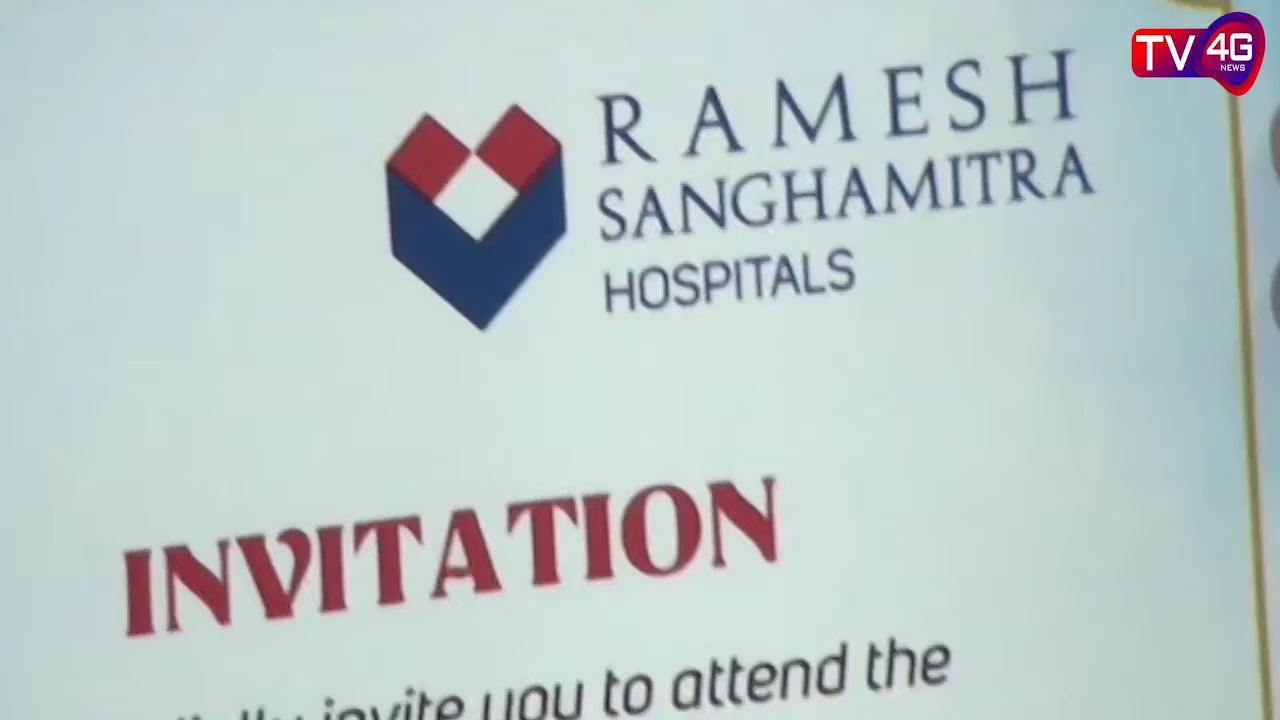 TV 4G
NEWS
RAMESH
SANGHAMITRA
HOSPITALS
INVITATION
invite you to attend the